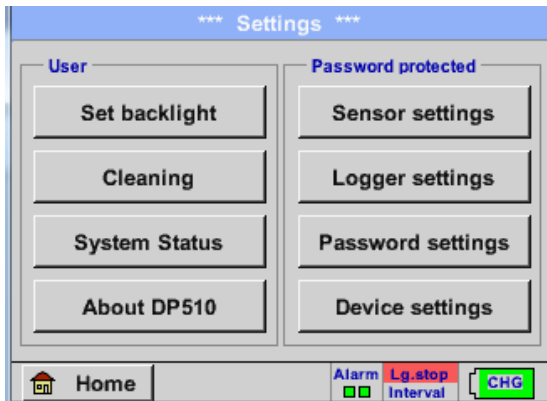 *** Settings ***
User
Set backlight
Cleaning
System Status
About DP510
Password protected
Sensor settings
Logger settings
Password settings
Device settings
Home
Alarm
Lg.stop
Interval
CHG